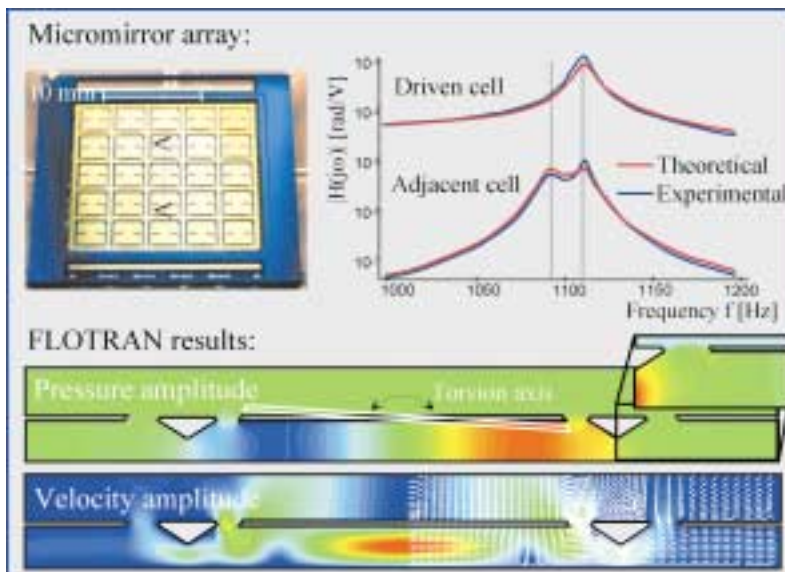 Micromirror array:
10 mm
Driven cell
Adjacent cell
Theoretical
Experimental
|H(jω)| [rad/V]
1000 1050 1100 1150 1200
Frequency f [Hz]
FLOTRAN results:
Pressure amplitude
Torsion axis
Velocity amplitude